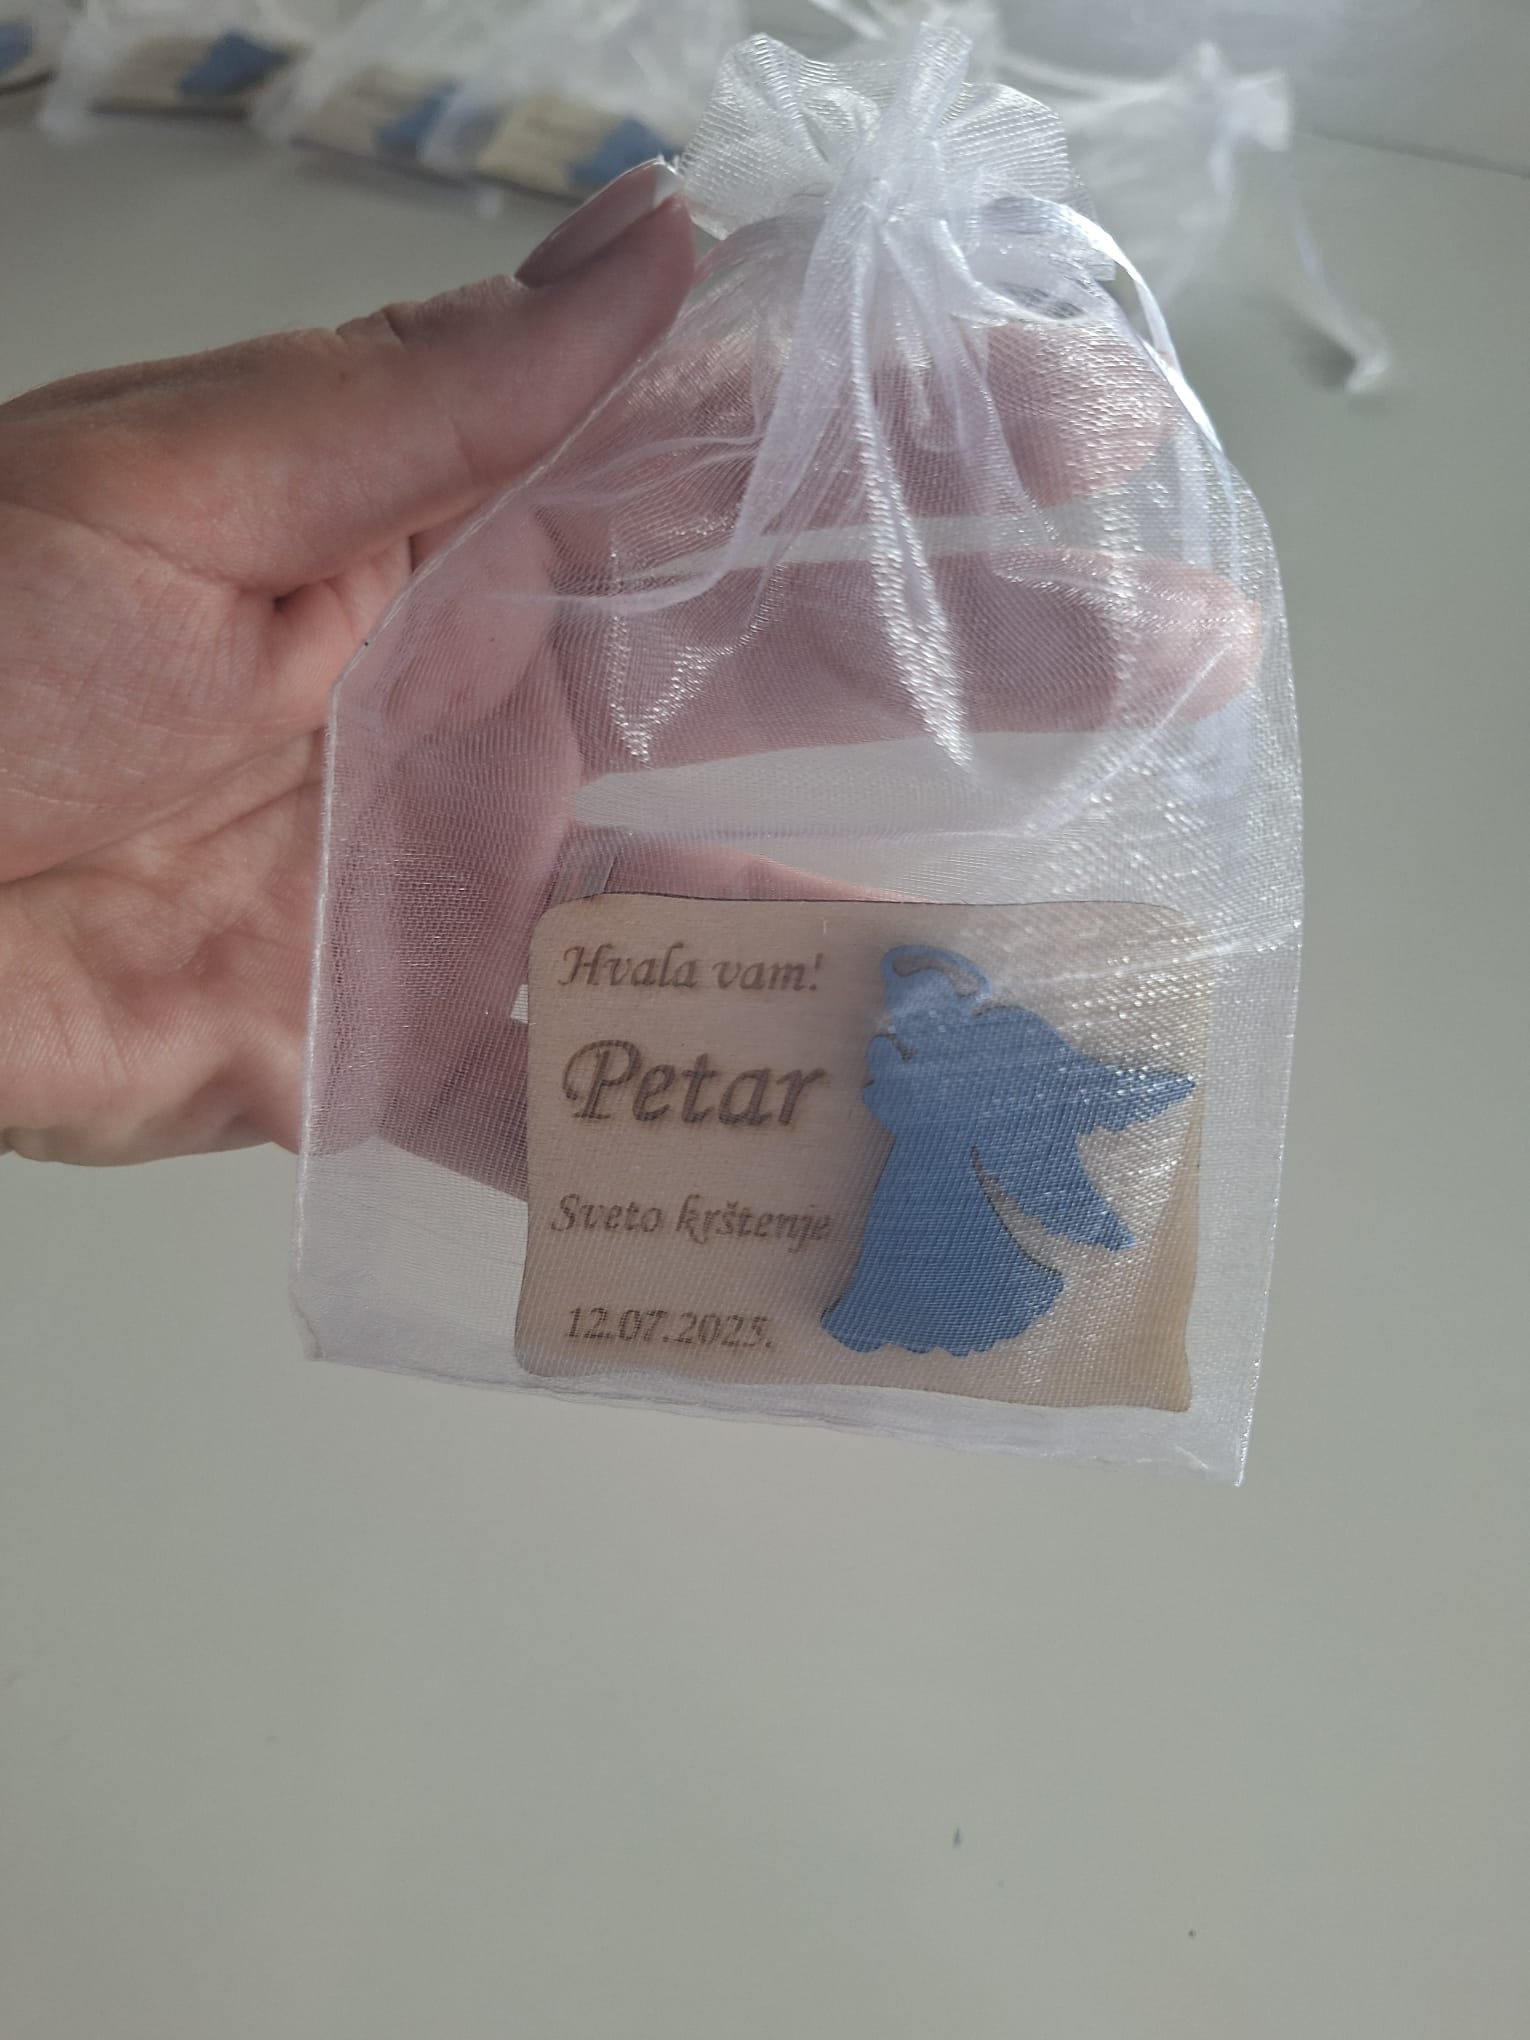 Hvala vam!
Petar
Sveto krštenje
12.07.2025.